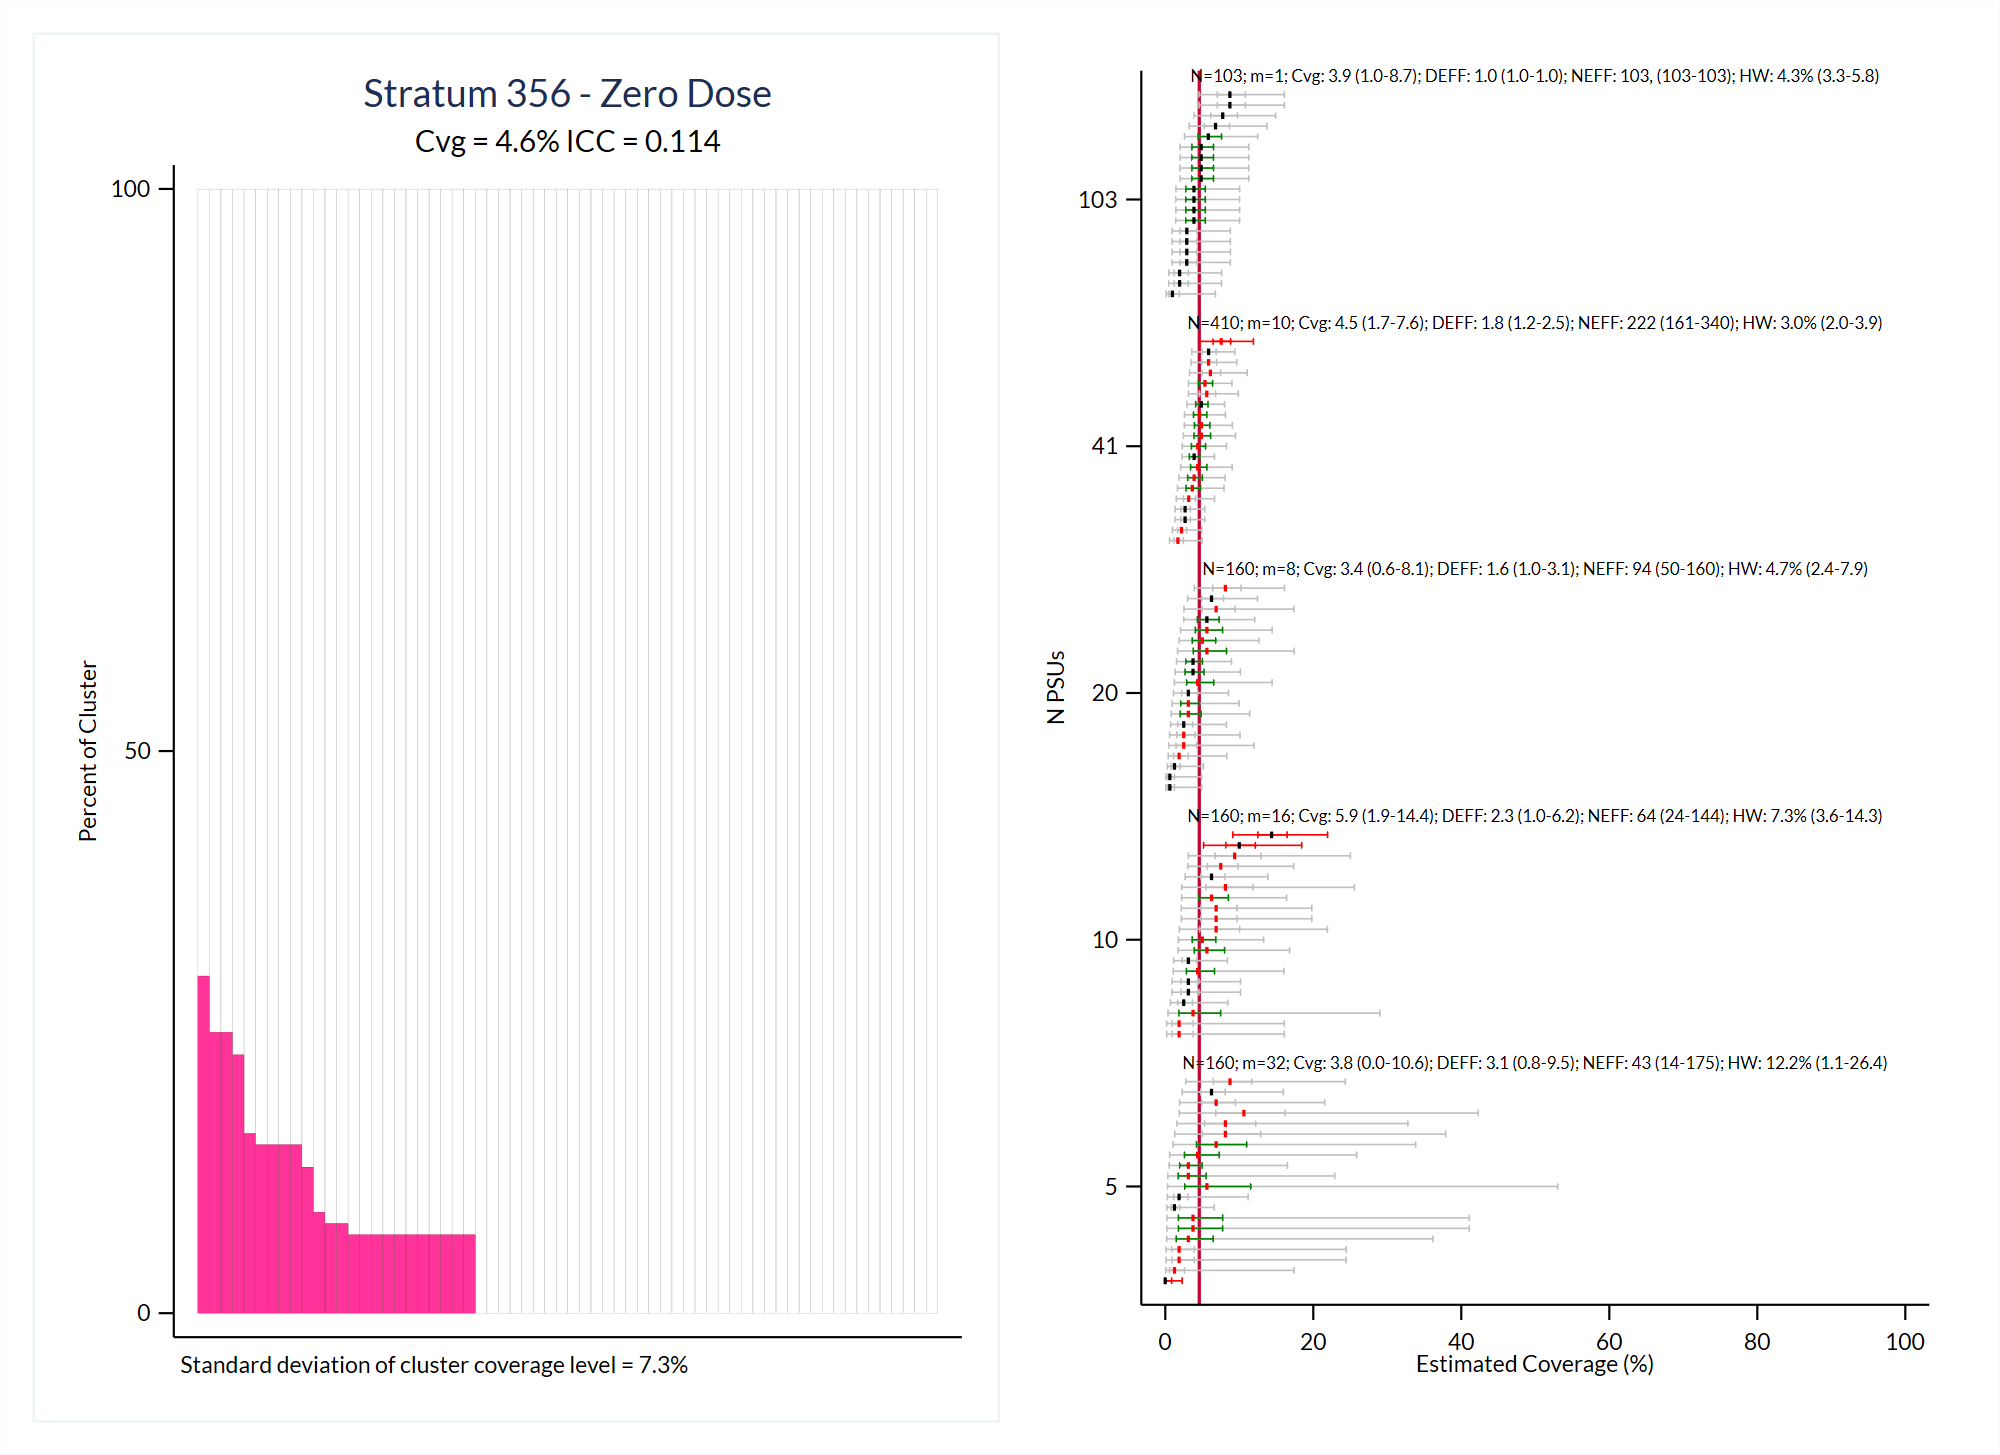 Stratum 356 - Zero Dose
Cvg = 4.6% ICC = 0.114
100
50
0
Percent of Cluster
Standard deviation of cluster coverage level = 7.3%
N=103; m=1; Cvg: 3.9 (1.0-8.7); DEFF: 1.0 (1.0-1.0); NEFF: 103, (103-103); HW: 4.3% (3.3-5.8)
103
N=410; m=10; Cvg: 4.5 (1.7-7.6); DEFF: 1.8 (1.2-2.5); NEFF: 222 (161-340); HW: 3.0% (2.0-3.9)
41
N=160; m=8; Cvg: 3.4 (0.6-8.1); DEFF: 1.6 (1.0-3.1); NEFF: 94 (50-160); HW: 4.7% (2.4-7.9)
N PSUs
20
N=160; m=16; Cvg: 5.9 (1.9-14.4); DEFF: 2.3 (1.0-6.2); NEFF: 64 (24-144); HW: 7.3% (3.6-14.3)
10
N=160; m=32; Cvg: 3.8 (0.0-10.6); DEFF: 3.1 (0.8-9.5); NEFF: 43 (14-175); HW: 12.2% (1.1-26.4)
5
0 20 40 60 80 100
Estimated Coverage (%)